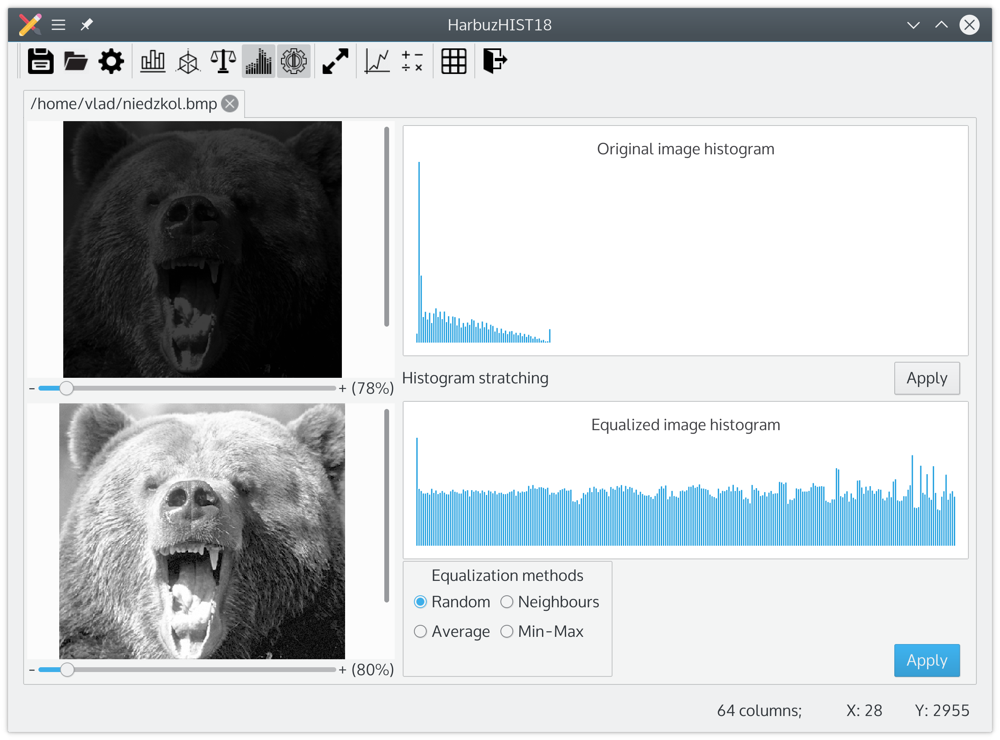 HarbuzHIST18
/home/vlad/niedzkol.bmp
Original image histogram
- + (78%)
Histogram stratching
Apply
Equalized image histogram
Equalization methods
Random Neighbours
Average Min-Max
- + (80%)
Apply
64 columns; X: 28 Y: 2955